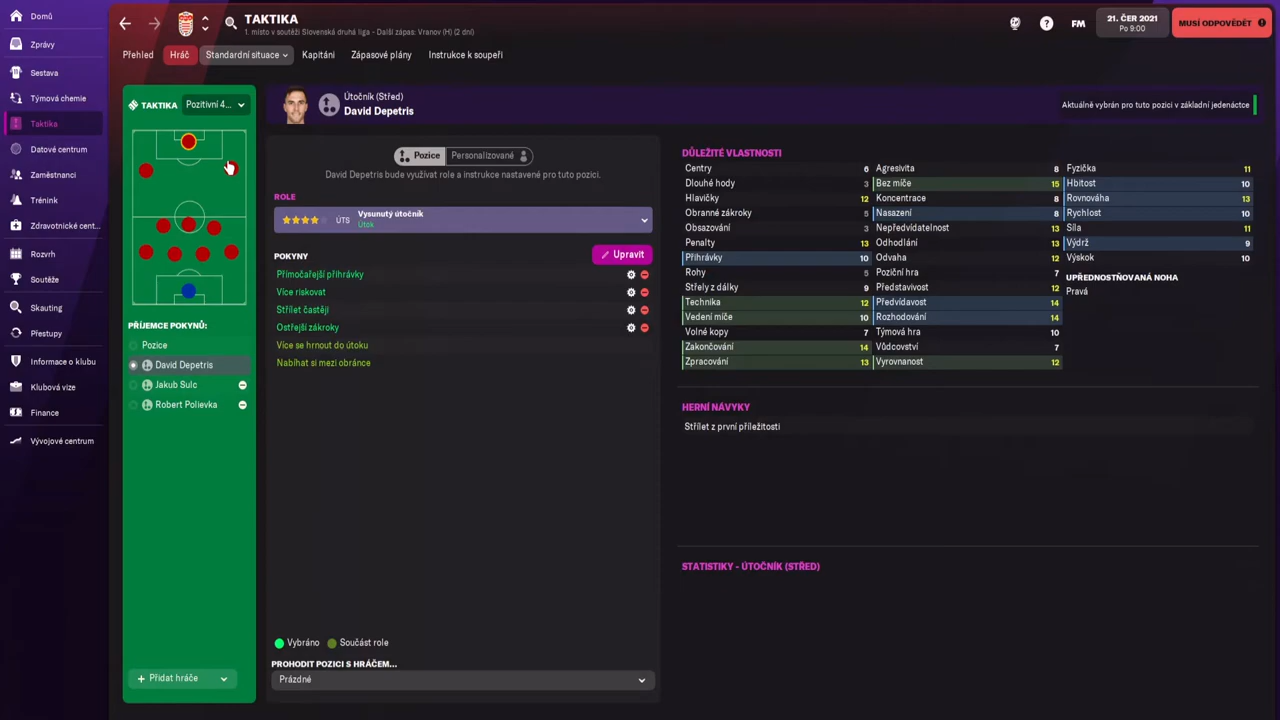 Domů
Zprávy
Sestava
Týmová chemie
Taktika
Datové centrum
Zaměstnanci
Trénink
Zdravotnické cent...
Rozvrh
Soutěže
Skauting
Přestupy
Informace o klubu
Klubová vize
Finance
Vývojové centrum
TAKTIKA
1. místo v soutěži Slovenská druhá liga - Další zápas: Vranov (H) (2 dní)
FM
21. ČER 2021
Po 9:00
MUSÍ ODPOVĚDĚT
Přehled
Hráč
Standardní situace
Kapitáni
Zápasové plány
Instrukce k soupeři
TAKTIKA
Pozitivní 4...
PŘÍJEMCE POKYNŮ:
Pozice
David Depetris
Jakub Sulc
Robert Polievka
Přidat hráče
Útočník (Střed)
David Depetris
Aktuálně vybrán pro tuto pozici v základní jedenáctce
Pozice
Personalizované
David Depetris bude využívat role a instrukce nastavené pro tuto pozici.
ROLE
ÚTS
Vysunutý útočník
Útok
POKYNY
Upravit
Přímočařejší přihrávky
Více riskovat
Střílet častěji
Ostřejší zákroky
Více se hrnout do útoku
Nabíhat si mezi obránce
Vybráno
Součást role
PROHODIT POZICI S HRÁČEM...
Prázdné
DŮLEŽITÉ VLASTNOSTI
Centry 6
Dlouhé hody 3
Hlavičky 12
Obranné zákroky 5
Obsazování 3
Penalty 13
Přihrávky 10
Rohy 5
Střely z dálky 9
Technika 12
Vedení míče 10
Volné kopy 7
Zakončování 14
Zpracování 13
Agresivita 8
Bez míče 15
Koncentrace 8
Nasazení 8
Nepředvídatelnost 13
Odhodlání 13
Odvaha 12
Poziční hra 7
Představivost 12
Předvídavost 14
Rozhodování 14
Týmová hra 10
Vůdcovství 7
Vyrovnanost 12
Fyzička 11
Hbitost 10
Rovnováha 13
Rychlost 10
Síla 11
Výdrž 9
Výskok 10
UPŘEDNOSTŇOVANÁ NOHA
Pravá
HERNÍ NÁVYKY
Střílet z první příležitosti
STATISTIKY - ÚTOČNÍK (STŘED)